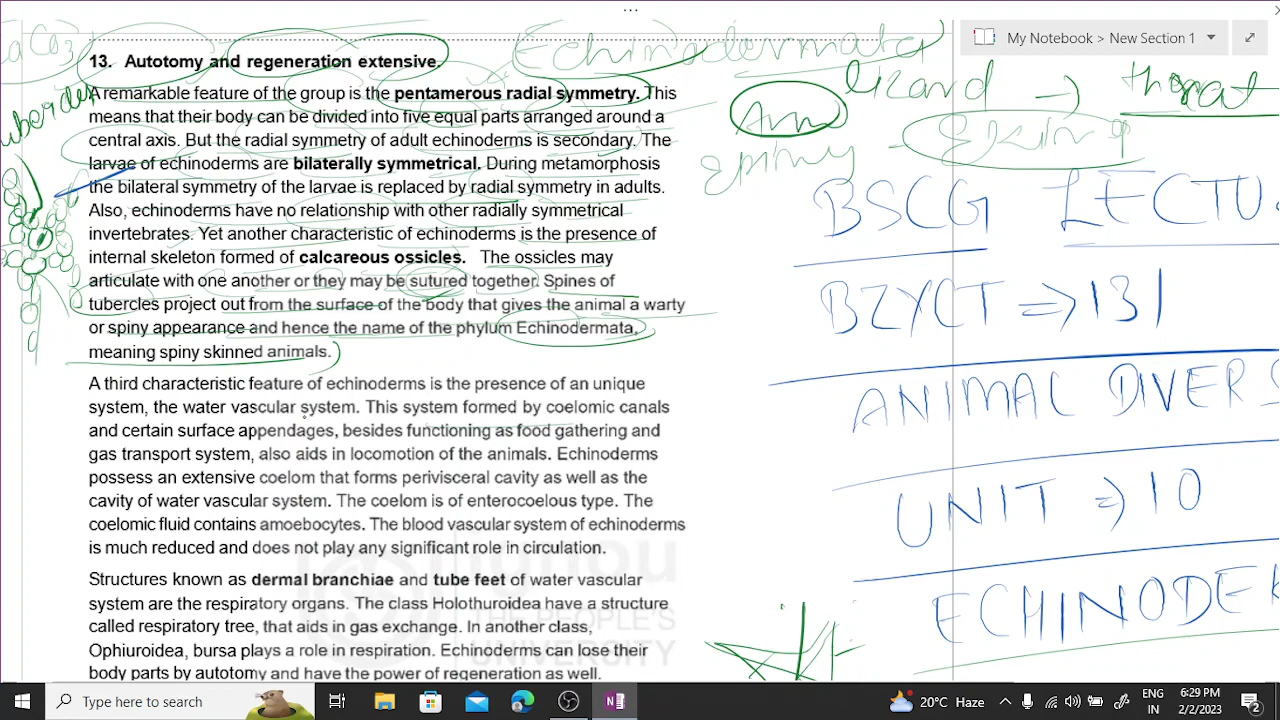 ...
My Notebook > New Section 1
Echinodermata
13. Autotomy and regeneration extensive.
A remarkable feature of the group is the pentamerous radial symmetry. This
means that their body can be divided into five equal parts arranged around a
central axis. But the radial symmetry of adult echinoderms is secondary. The
larvae of echinoderms are bilaterally symmetrical. During metamorphosis
the bilateral symmetry of the larvae is replaced by radial symmetry in adults.
Also, echinoderms have no relationship with other radially symmetrical
invertebrates. Yet another characteristic of echinoderms is the presence of
internal skeleton formed of calcareous ossicles. The ossicles may
articulate with one another or they may be sutured together. Spines of
tubercles project out from the surface of the body that gives the animal a warty
or spiny appearance and hence the name of the phylum Echinodermata,
meaning spiny skinned animals.
A third characteristic feature of echinoderms is the presence of an unique
system, the water vascular system. This system formed by coelomic canals
and certain surface appendages, besides functioning as food gathering and
gas transport system, also aids in locomotion of the animals. Echinoderms
possess an extensive coelom that forms perivisceral cavity as well as the
cavity of water vascular system. The coelom is of enterocoelous type. The
coelomic fluid contains amoebocytes. The blood vascular system of echinoderms
is much reduced and does not play any significant role in circulation.
Structures known as dermal branchiae and tube feet of water vascular
system are the respiratory organs. The class Holothuroidea have a structure
called respiratory tree, that aids in gas exchange. In another class,
Ophiuroidea, bursa plays a role in respiration. Echinoderms can lose their
body parts by autotomy and have the power of regeneration as well.
ignou
THE PEOPLE'S
UNIVERSITY
lizard →
Arm
spiny - skin
BSCG LECTU
BZYCT ⇒ 131
ANIMAL DIVERS
UNIT ⇒ 10
ECHINODER
Type here to search
20°C Haze
ENG
IN
6:29 PM
2/2/2023
2